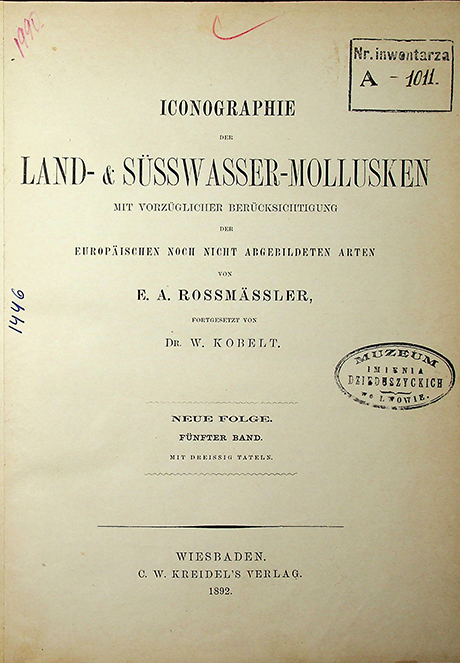 1990.
Nr. inwentarza
A - 1011.
ICONOGRAPHIE
DER
LAND- & SÜSSWASSER-MOLLUSKEN
MIT VORZÜGLICHER BERÜCKSICHTIGUNG
DER
EUROPÄISCHEN NOCH NICHT ABGEBILDETEN ARTEN
VON
E. A. ROSSMÄSSLER,
FORTGESETZT VON
DR. W. KOBELT.
1446
MUZEUM
IMIENIA
DZIEDUSZYCKICH
we LWOWIE.
NEUE FOLGE.
FÜNFTER BAND.
MIT DREISSIG TAFELN.
WIESBADEN.
C. W. KREIDEL'S VERLAG.
1892.